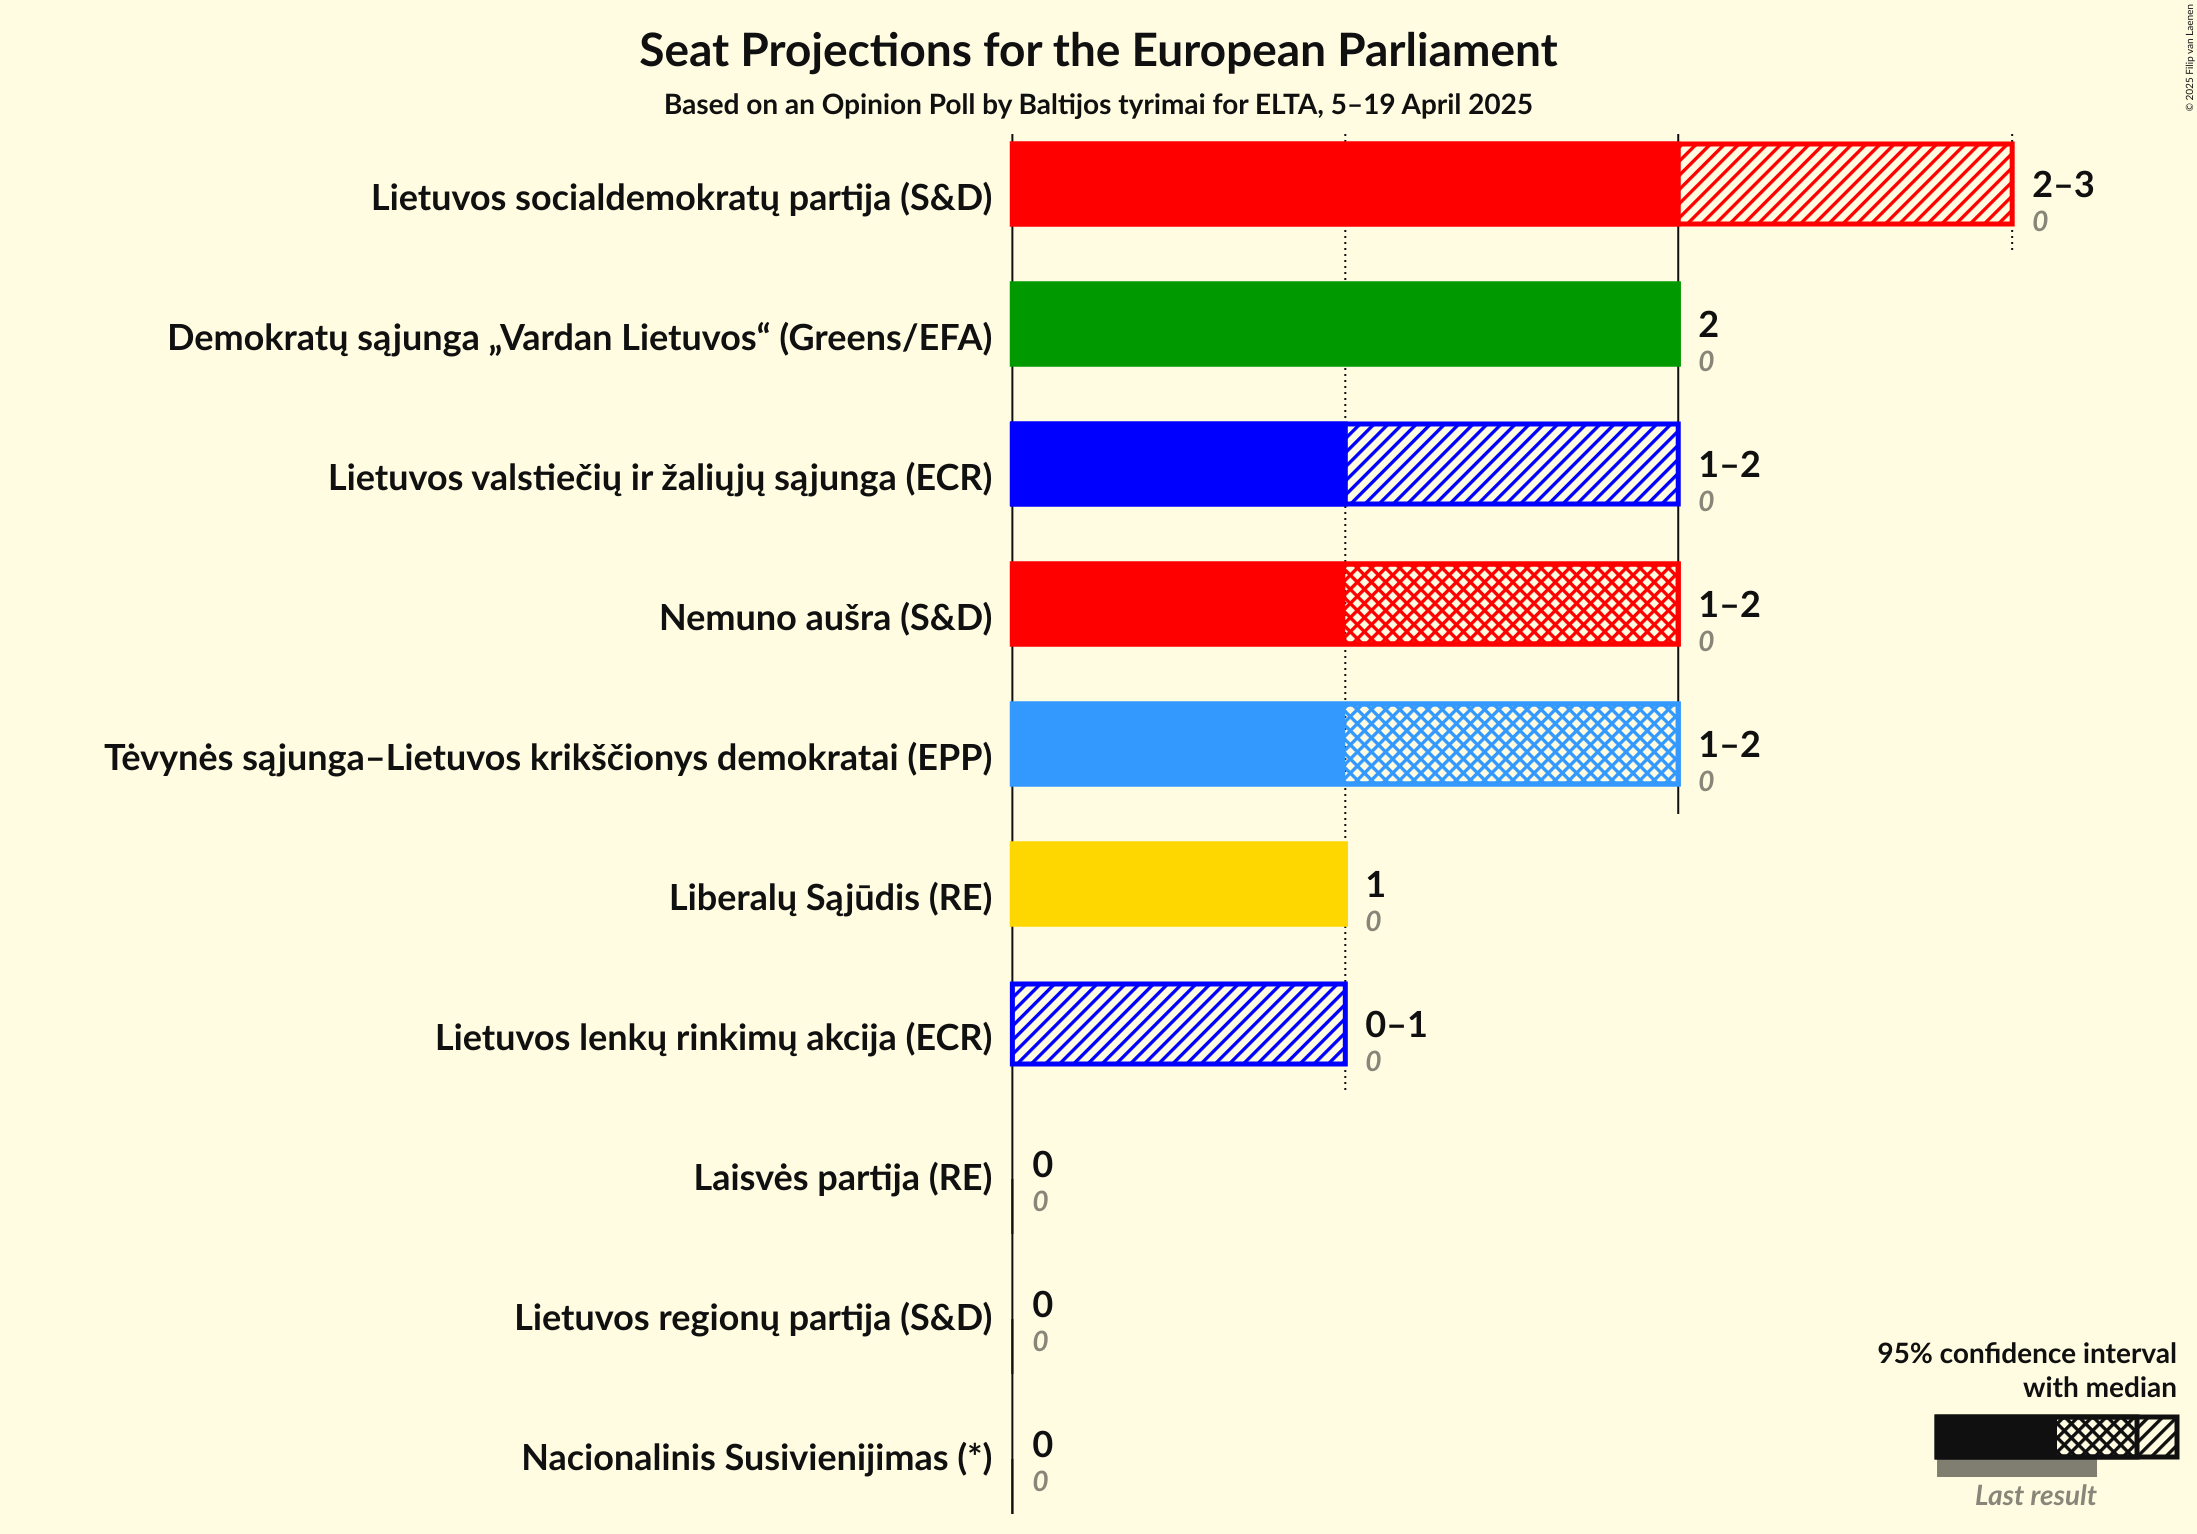 Seat Projections for the European Parliament
Based on an Opinion Poll by Baltijos tyrimai for ELTA, 5–19 April 2025
© 2025 Filip van Laenen
Lietuvos socialdemokratų partija (S&D)
2–3
0
Demokratų sąjunga „Vardan Lietuvos“ (Greens/EFA)
2
0
Lietuvos valstiečių ir žaliųjų sąjunga (ECR)
1–2
0
Nemuno aušra (S&D)
1–2
0
Tėvynės sąjunga–Lietuvos krikščionys demokratai (EPP)
1–2
0
Liberalų Sąjūdis (RE)
1
0
Lietuvos lenkų rinkimų akcija (ECR)
0–1
0
Laisvės partija (RE)
0
0
Lietuvos regionų partija (S&D)
0
0
Nacionalinis Susivienijimas (*)
0
0
95% confidence interval
with median
Last result